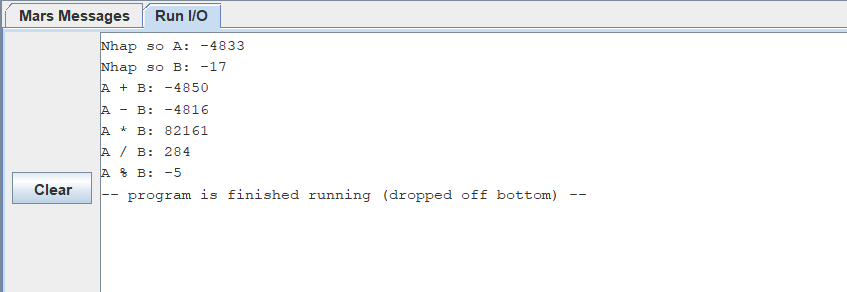 Mars Messages Run I/O
Nhap so A: -4833
Nhap so B: -17
A + B: -4850
A - B: -4816
A * B: 82161
A / B: 284
A % B: -5
-- program is finished running (dropped off bottom) --
Clear